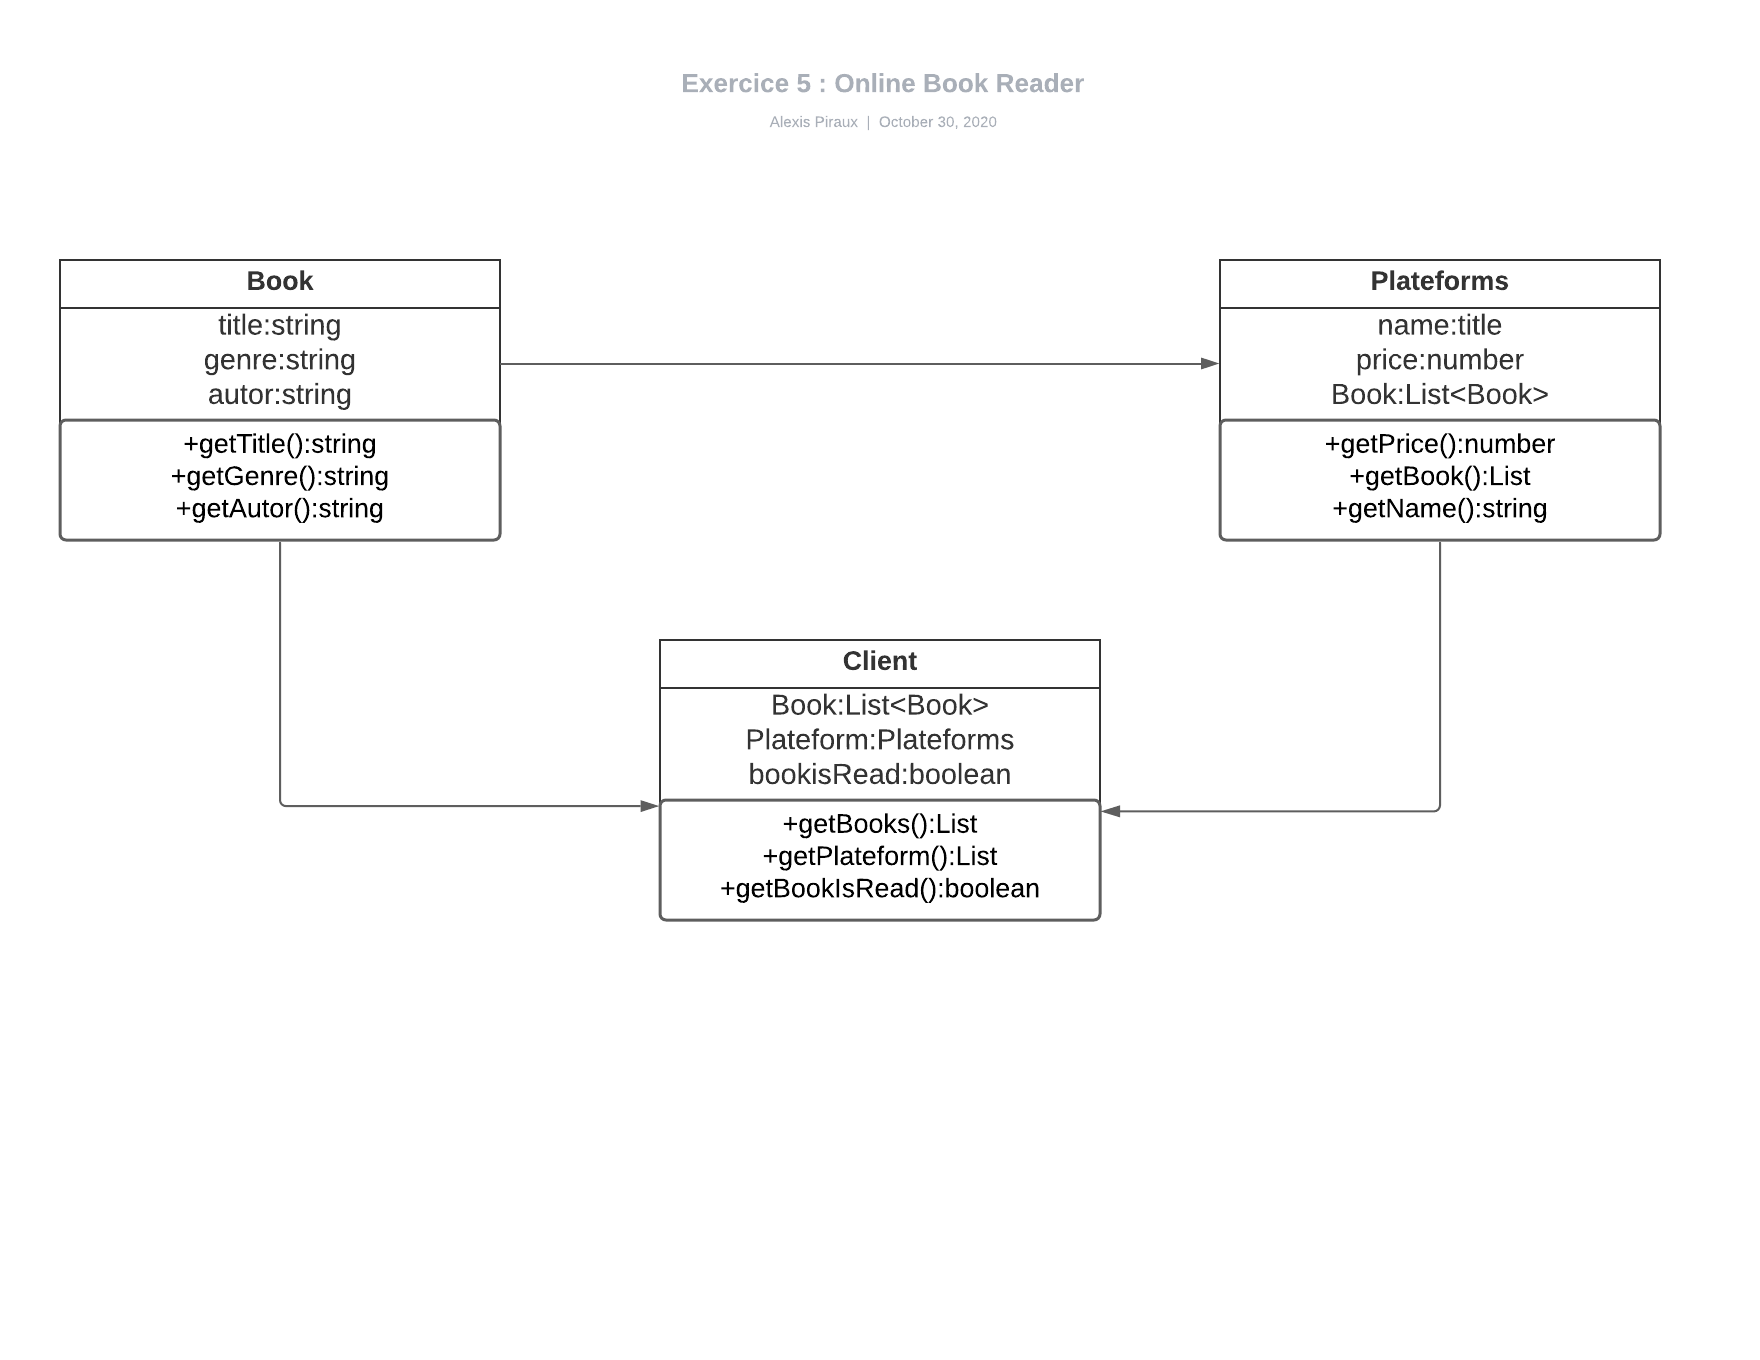 Exercice 5 : Online Book Reader
Alexis Piraux | October 30, 2020
Book
title:string
genre:string
autor:string
+getTitle():string
+getGenre():string
+getAutor():string
Plateforms
name:title
price:number
Book:List<Book>
+getPrice():number
+getBook():List
+getName():string
Client
Book:List<Book>
Plateform:Plateforms
bookisRead:boolean
+getBooks():List
+getPlateform():List
+getBookIsRead():boolean